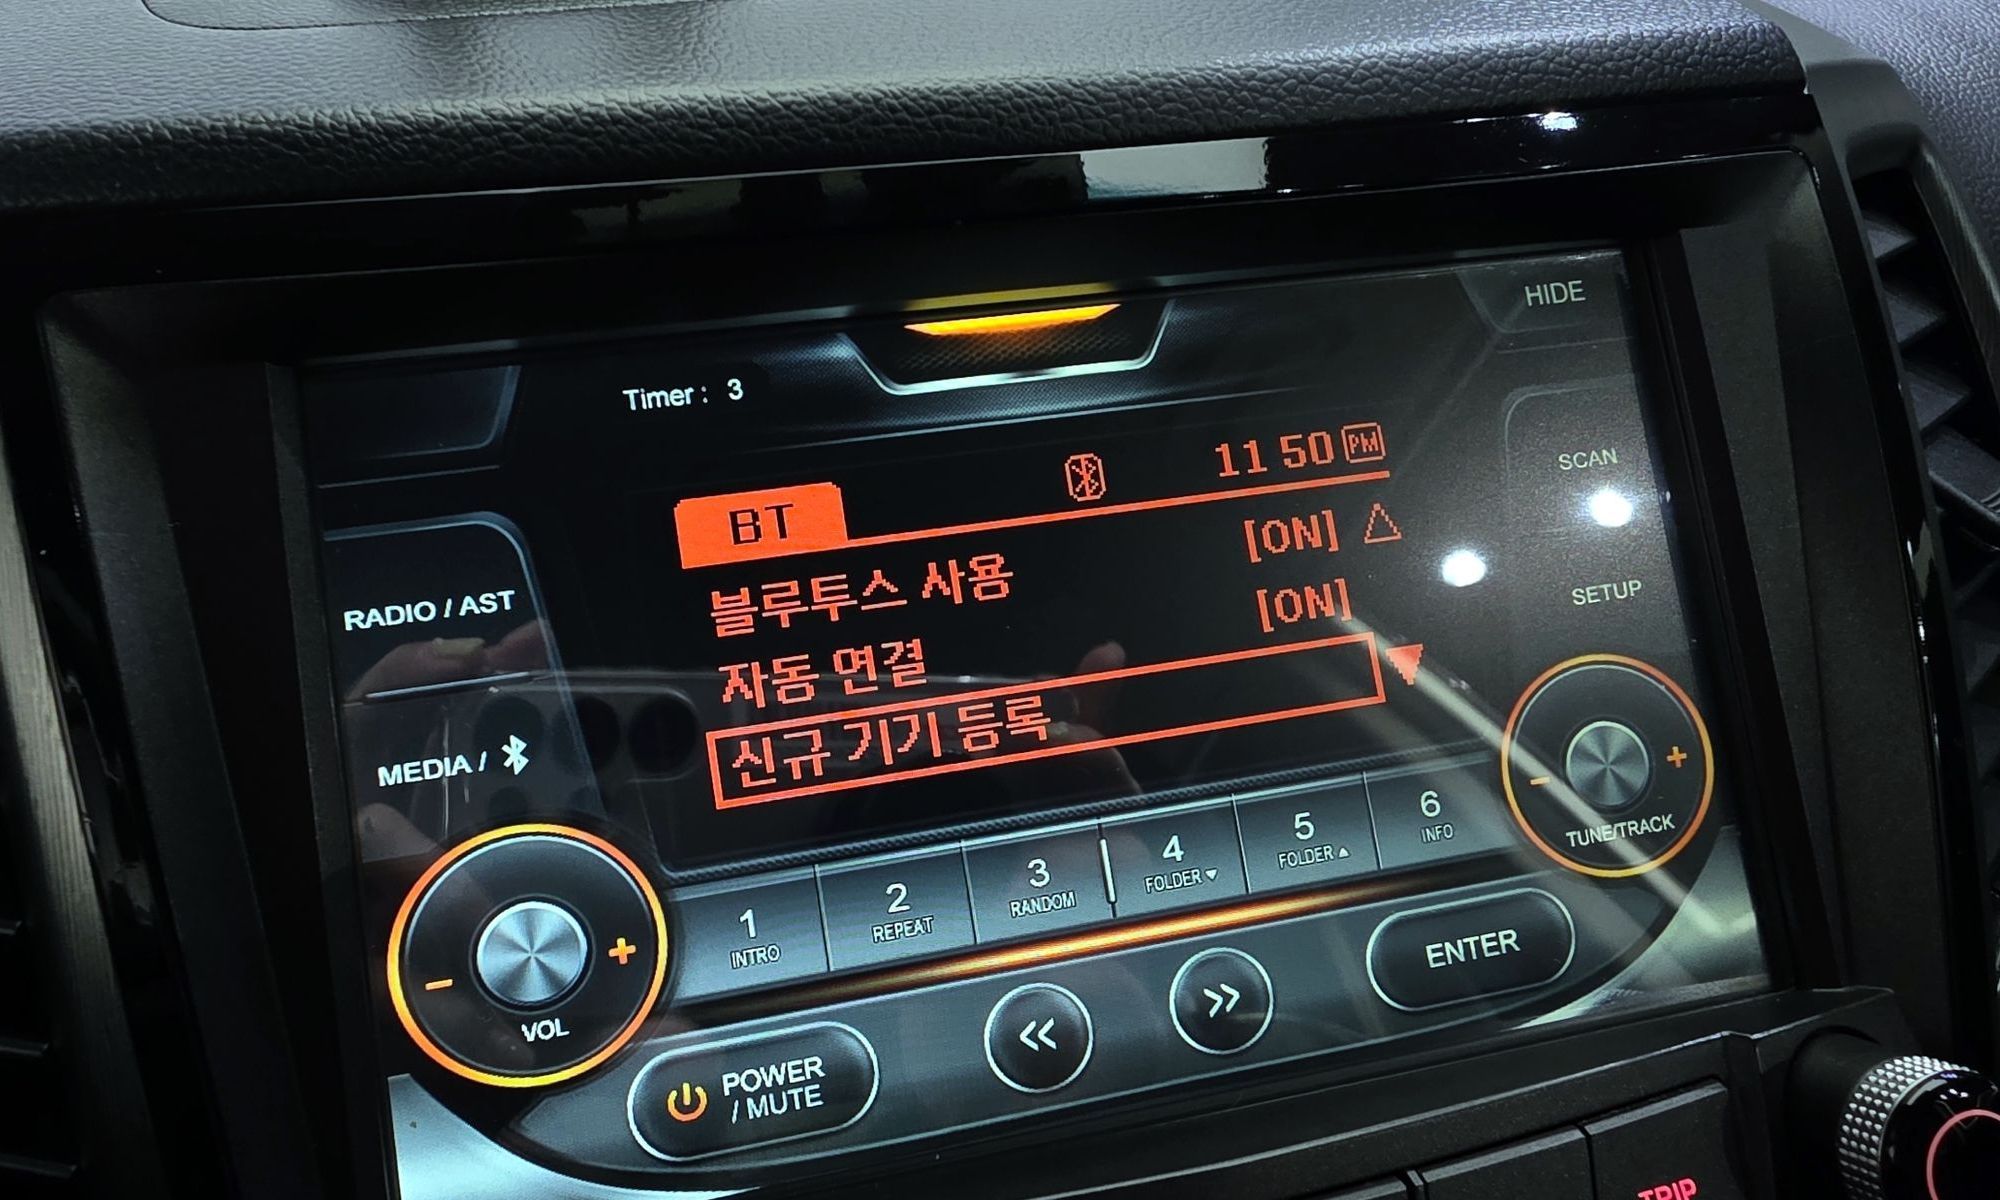 HIDE
Timer : 3
11 50 PM
BT
SCAN
블루투스 사용 [ON]
자동 연결 [ON]
신규 기기 등록
RADIO / AST
SETUP
MEDIA /
- +
TUNE/TRACK
1 INTRO
2 REPEAT
3 RANDOM
4 FOLDER ▼
5 FOLDER ▲
6 INFO
- +
VOL
POWER
/ MUTE
<<
>>
ENTER
TRIP